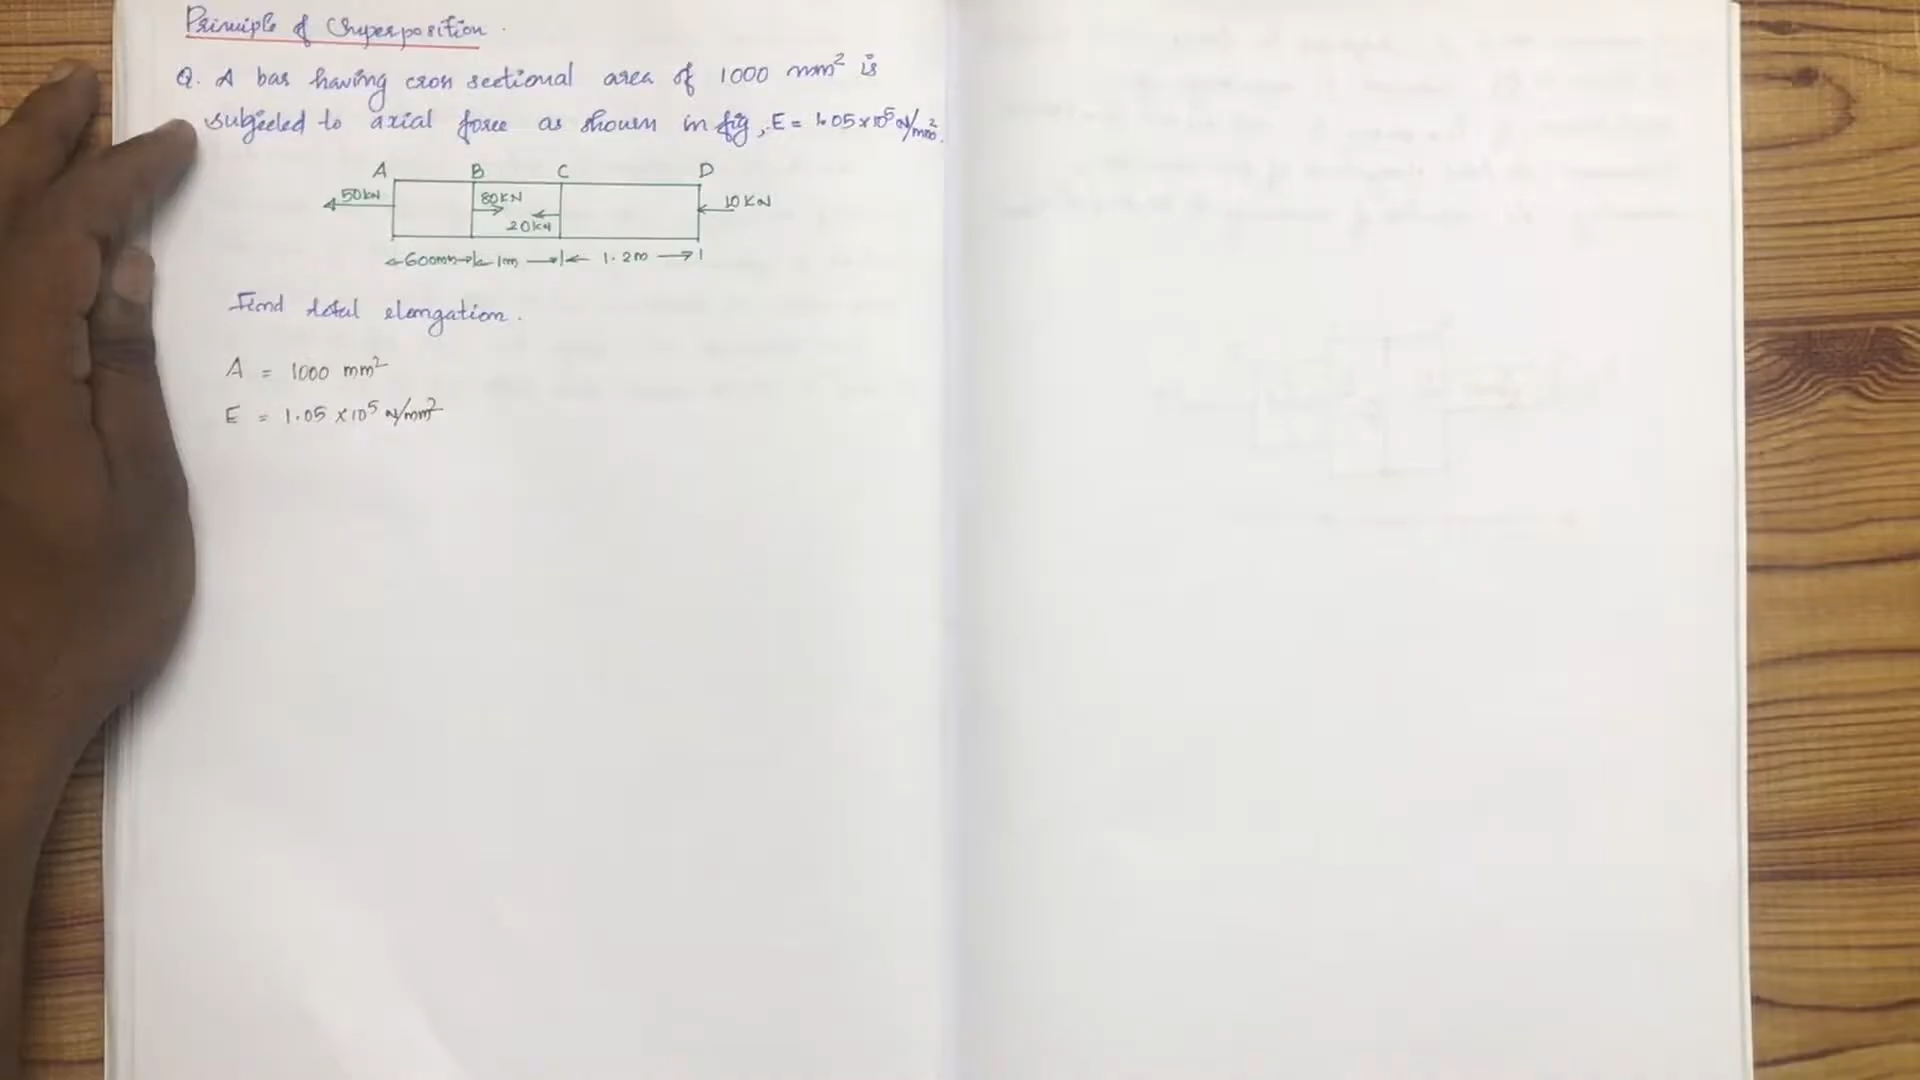 Principle of Superposition.
Q. A bar having cross sectional area of 1000 mm² is
subjected to axial force as shown in fig, E = 1.05 x 10⁵ N/mm².
A B C D
50KN 80KN 10KN
20KN
600mm 1m 1.2m
Find total elongation.
A = 1000 mm²
E = 1.05 x 10⁵ N/mm²